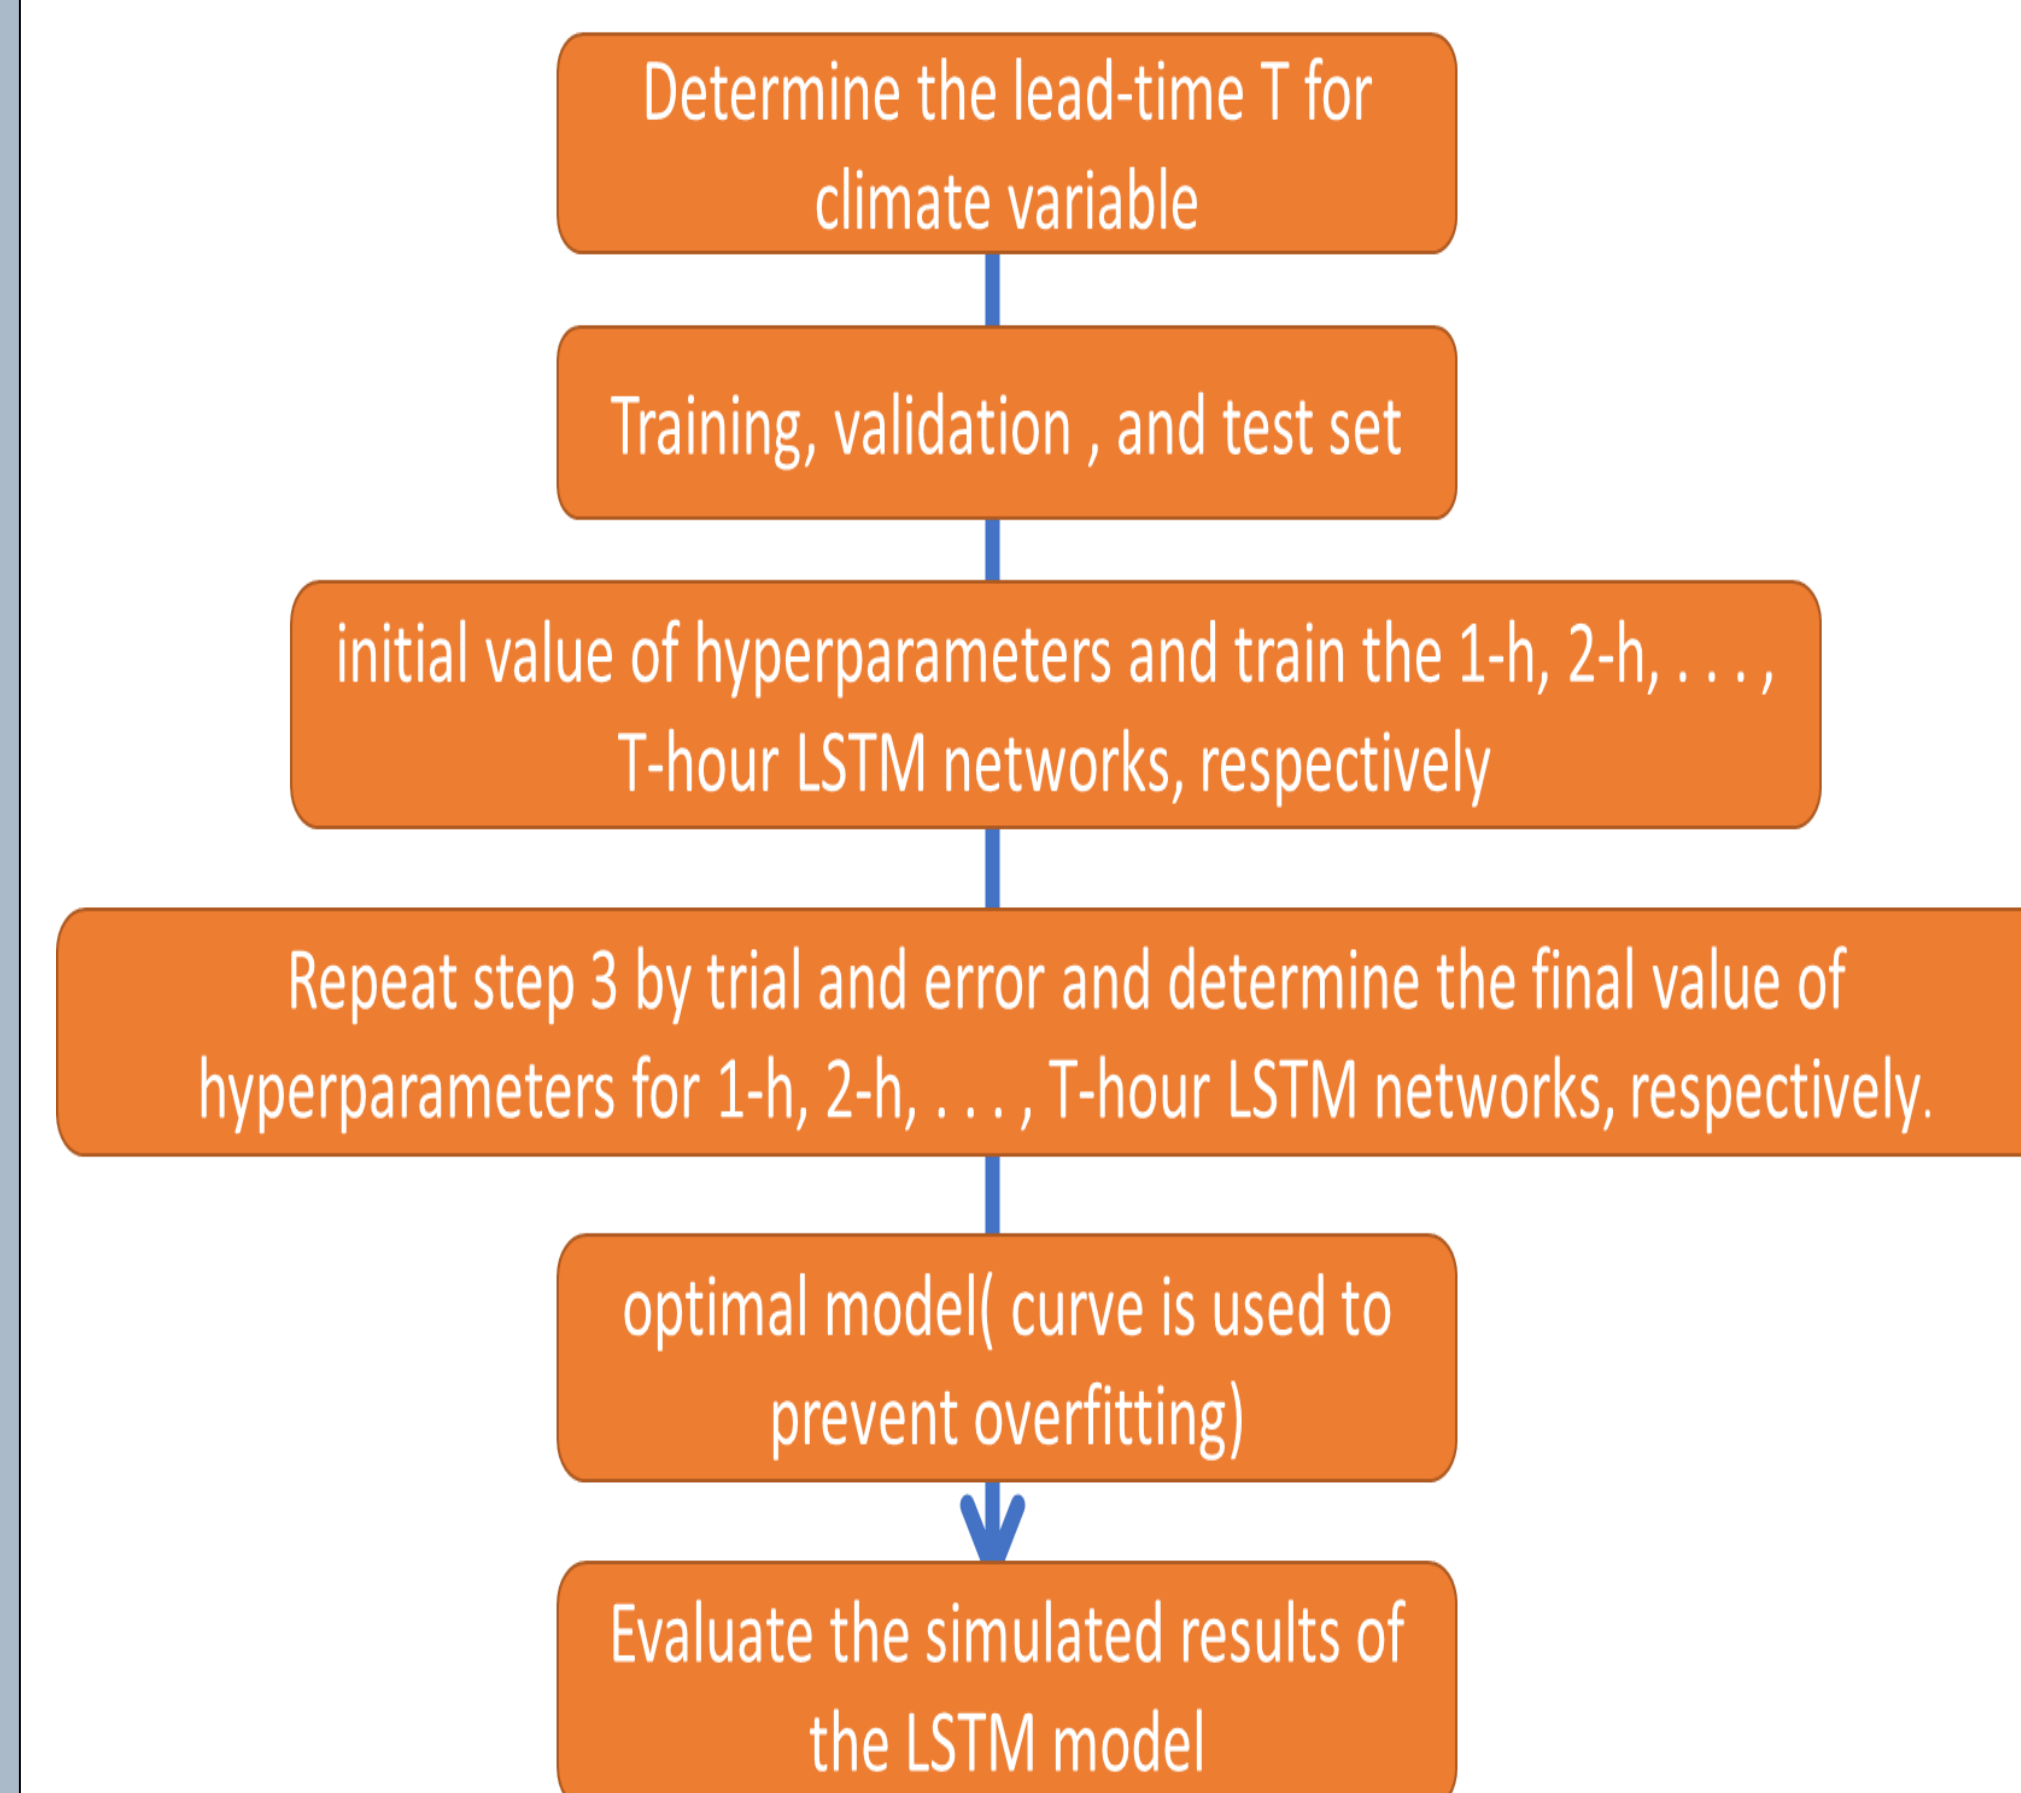 Determine the lead-time T for
climate variable
Training, validation , and test set
initial value of hyperparameters and train the 1-h, 2-h, . . . ,
T-hour LSTM networks, respectively
Repeat step 3 by trial and error and determine the final value of
hyperparameters for 1-h, 2-h, . . . , T-hour LSTM networks, respectively.
optimal model( curve is used to
prevent overfitting)
Evaluate the simulated results of
the LSTM model